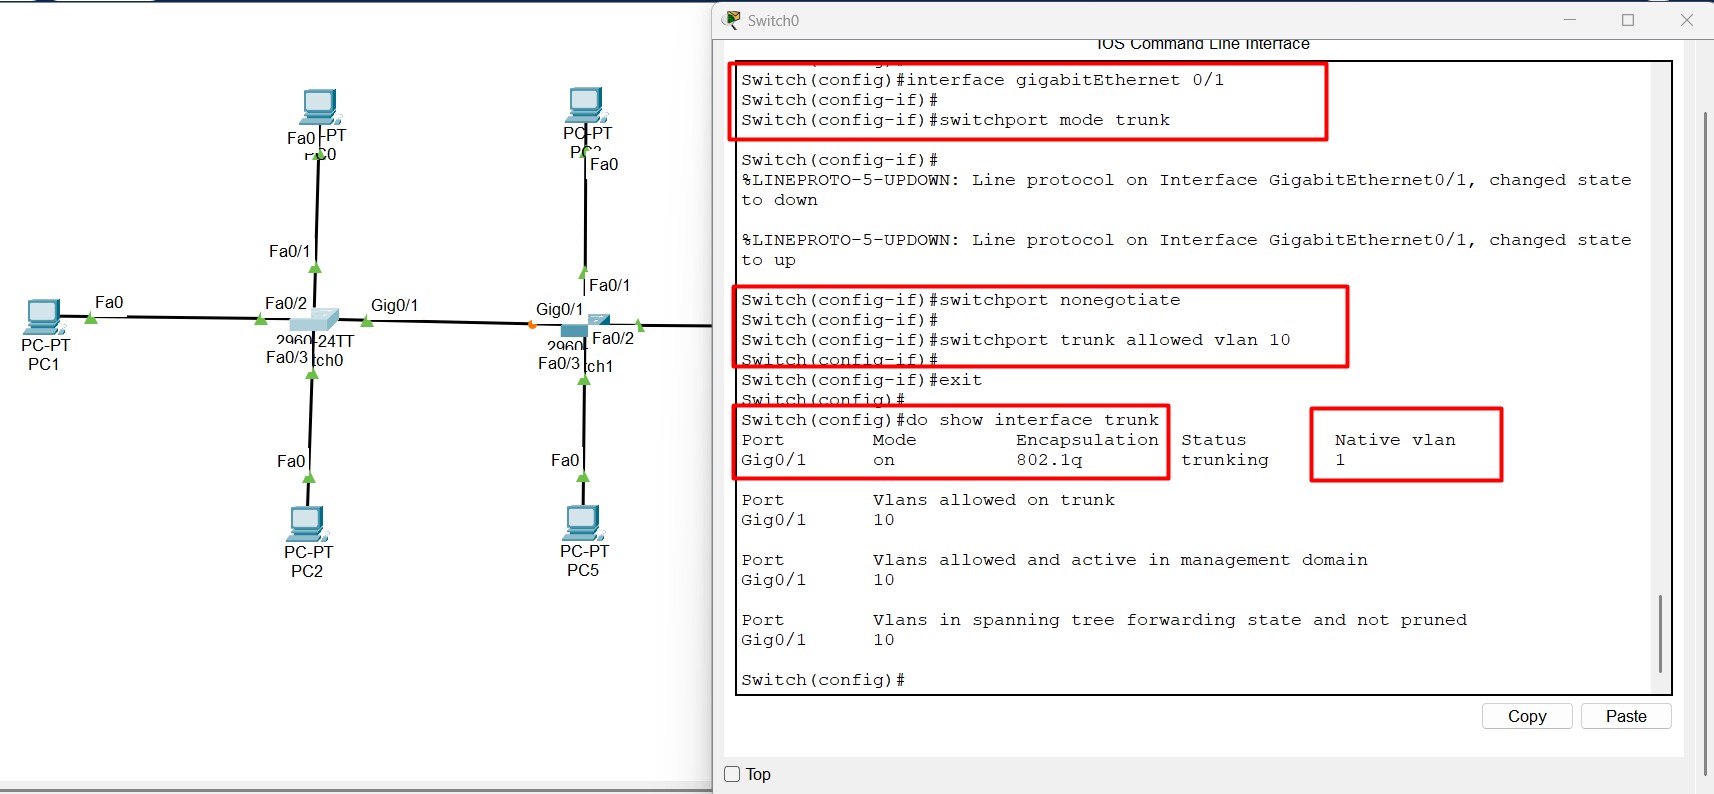 Switch0
IOS Command Line Interface
Switch(config)#interface gigabitEthernet 0/1
Switch(config-if)#
Switch(config-if)#switchport mode trunk
Switch(config-if)#
%LINEPROTO-5-UPDOWN: Line protocol on Interface GigabitEthernet0/1, changed state
to down
%LINEPROTO-5-UPDOWN: Line protocol on Interface GigabitEthernet0/1, changed state
to up
Switch(config-if)#switchport nonegotiate
Switch(config-if)#
Switch(config-if)#switchport trunk allowed vlan 10
Switch(config-if)#
Switch(config-if)#exit
Switch(config)#
Switch(config)#do show interface trunk
Port Mode Encapsulation Status Native vlan
Gig0/1 on 802.1q trunking 1
Port Vlans allowed on trunk
Gig0/1 10
Port Vlans allowed and active in management domain
Gig0/1 10
Port Vlans in spanning tree forwarding state and not pruned
Gig0/1 10
Switch(config)#
Copy Paste
Top
Fa0 -PT
PC0
Fa0/1
Fa0/2
Gig0/1
Fa0
PC-PT
PC1
2960-24TT
Fa0/3 tch0
Fa0
PC-PT
PC2
PC-PT
Fa0
Fa0/1
Gig0/1
Fa0/2
2960-
Fa0/3 tch1
Fa0
PC-PT
PC5